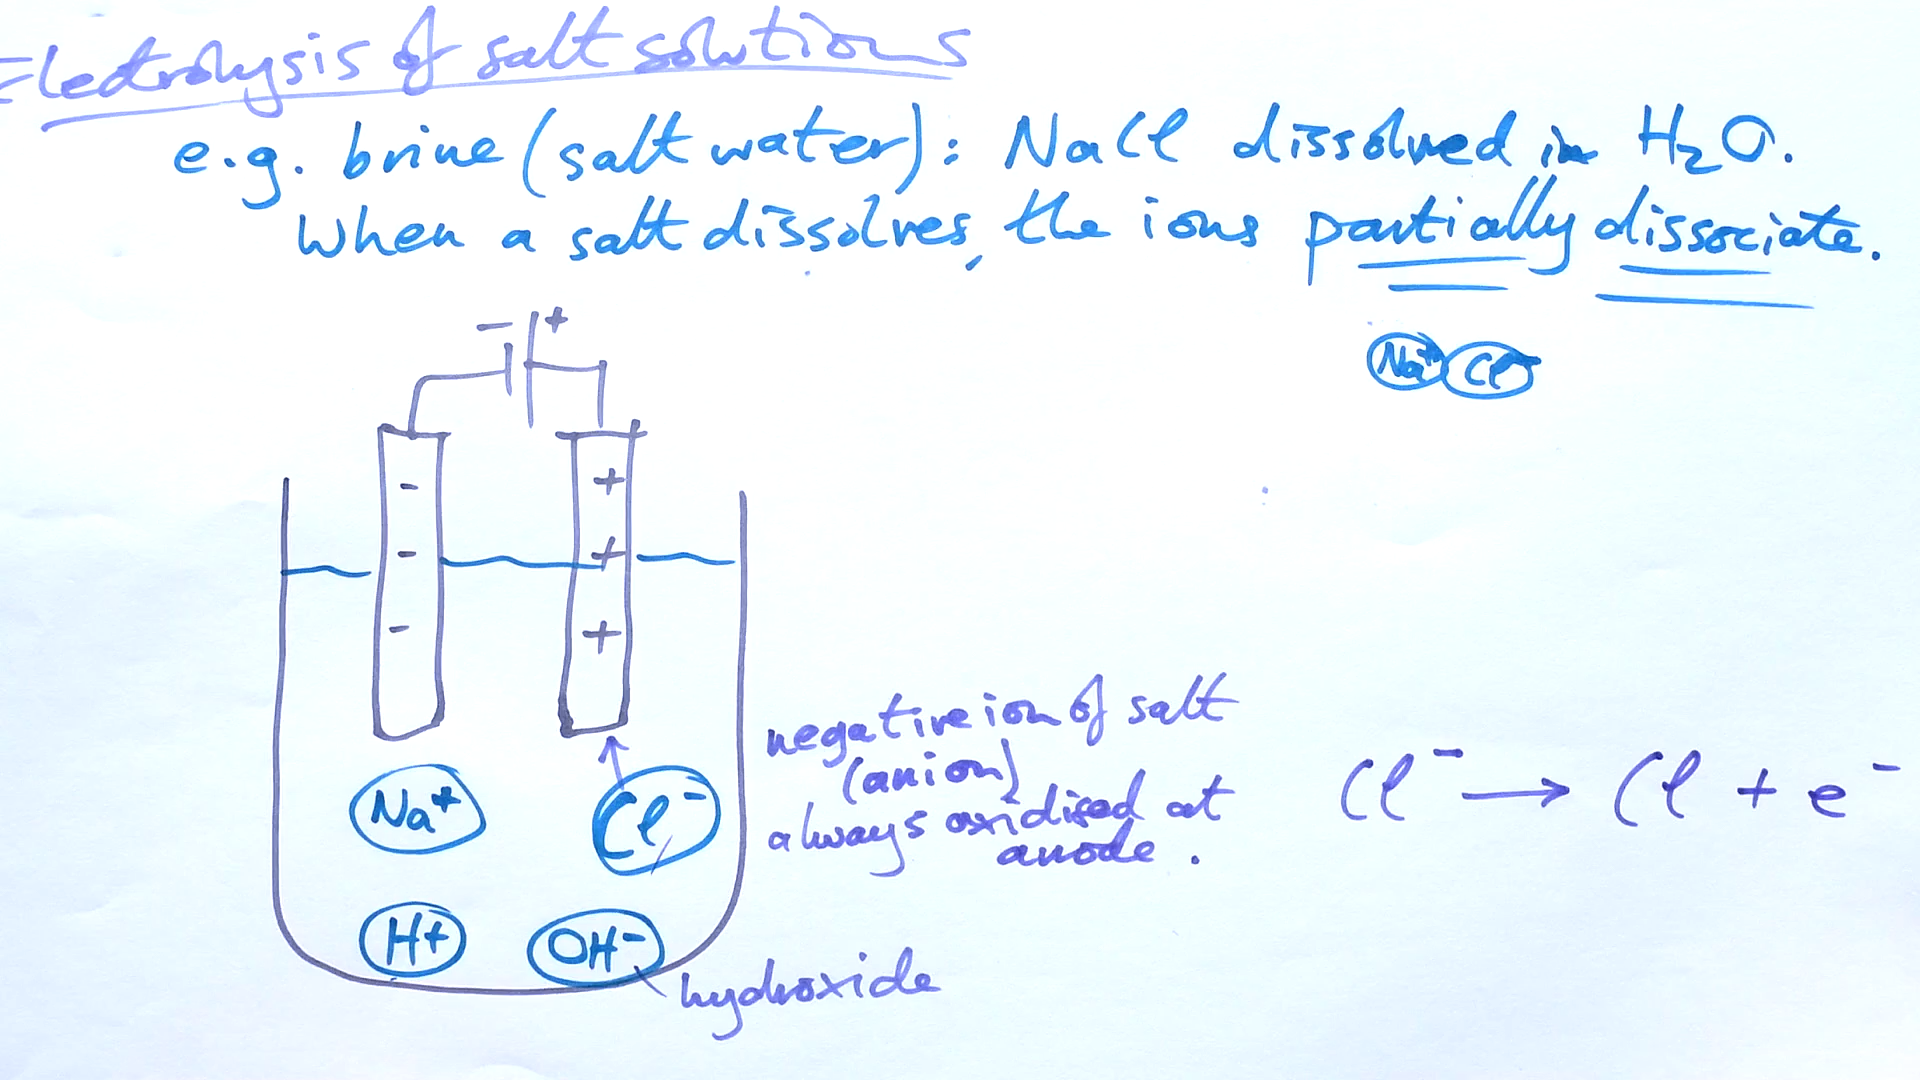 Electrolysis of salt solutions
e.g. brine (salt water): NaCl dissolved in H₂O.
When a salt dissolves, the ions partially dissociate.
Na⁺ Cl⁻
- +
- +
- +
- +
Na⁺ Cl⁻
H+ OH⁻
hydroxide
negative ion of salt
(anion)
always oxidised at
anode.
Cl⁻ → Cl + e⁻